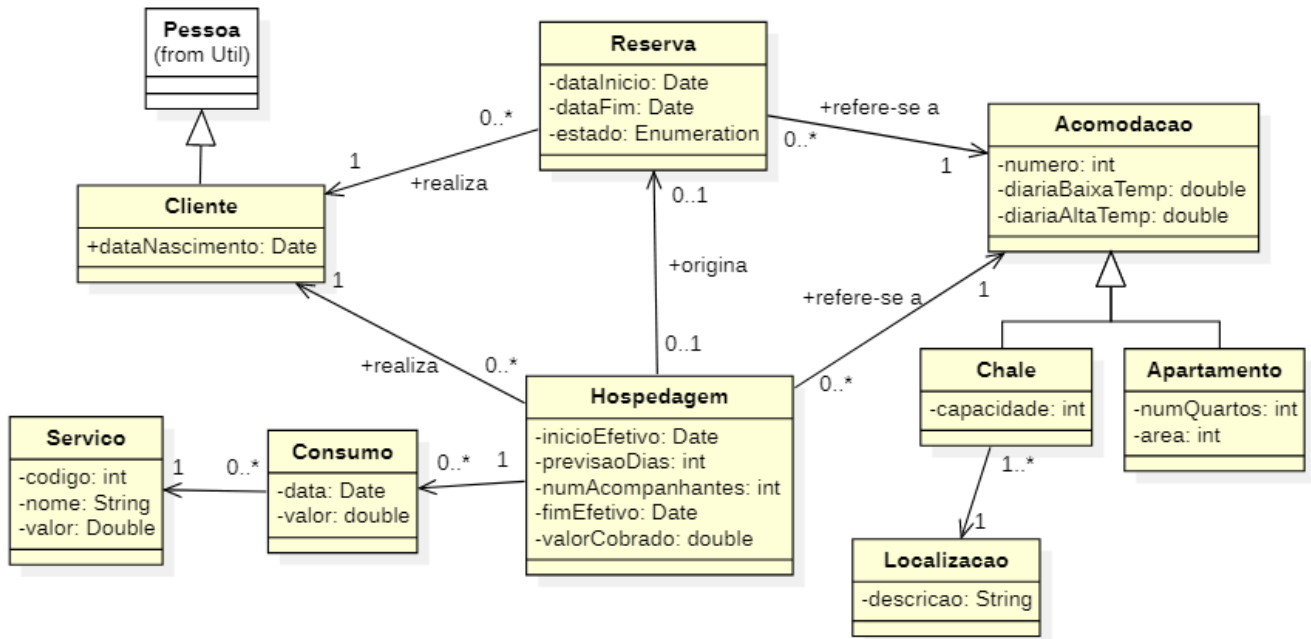 Pessoa
(from Util)
Reserva
-dataInicio: Date
-dataFim: Date
-estado: Enumeration
0..*
1
+realiza
+refere-se a
0..*
1
Acomodacao
-numero: int
-diariaBaixaTemp: double
-diariaAltaTemp: double
Cliente
+dataNascimento: Date
0..1
+origina
0..1
1
+realiza
0..*
+refere-se a
1
0..*
Hospedagem
-inicioEfetivo: Date
-previsaoDias: int
-numAcompanhantes: int
-fimEfetivo: Date
-valorCobrado: double
Chale
-capacidade: int
Apartamento
-numQuartos: int
-area: int
Servico
-codigo: int
-nome: String
-valor: Double
1
0..*
Consumo
-data: Date
-valor: double
0..*
1
1..*
1
Localizacao
-descricao: String